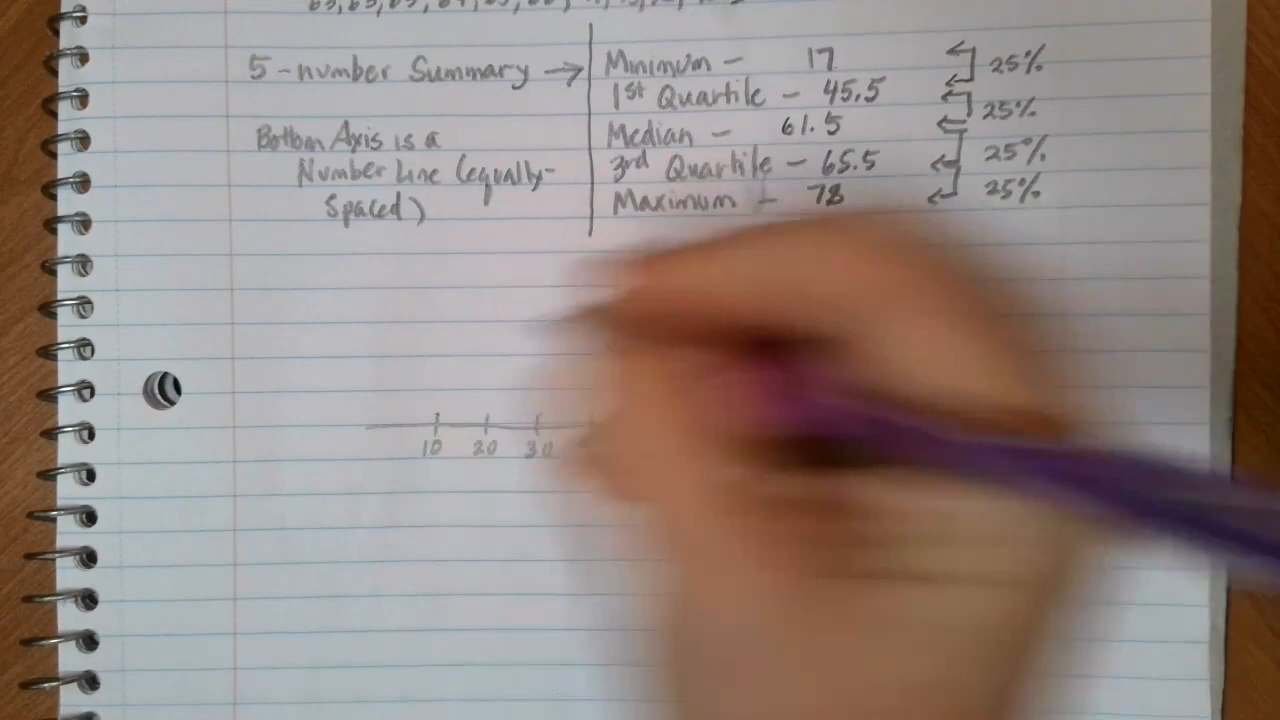 5-number Summary → Minimum - 17 25%
1st Quartile - 45.5 25%
Bottom Axis is a Median - 61.5
Number Line (equally- 3rd Quartile - 65.5 25%
Spaced) Maximum - 78 25%
10 20 30